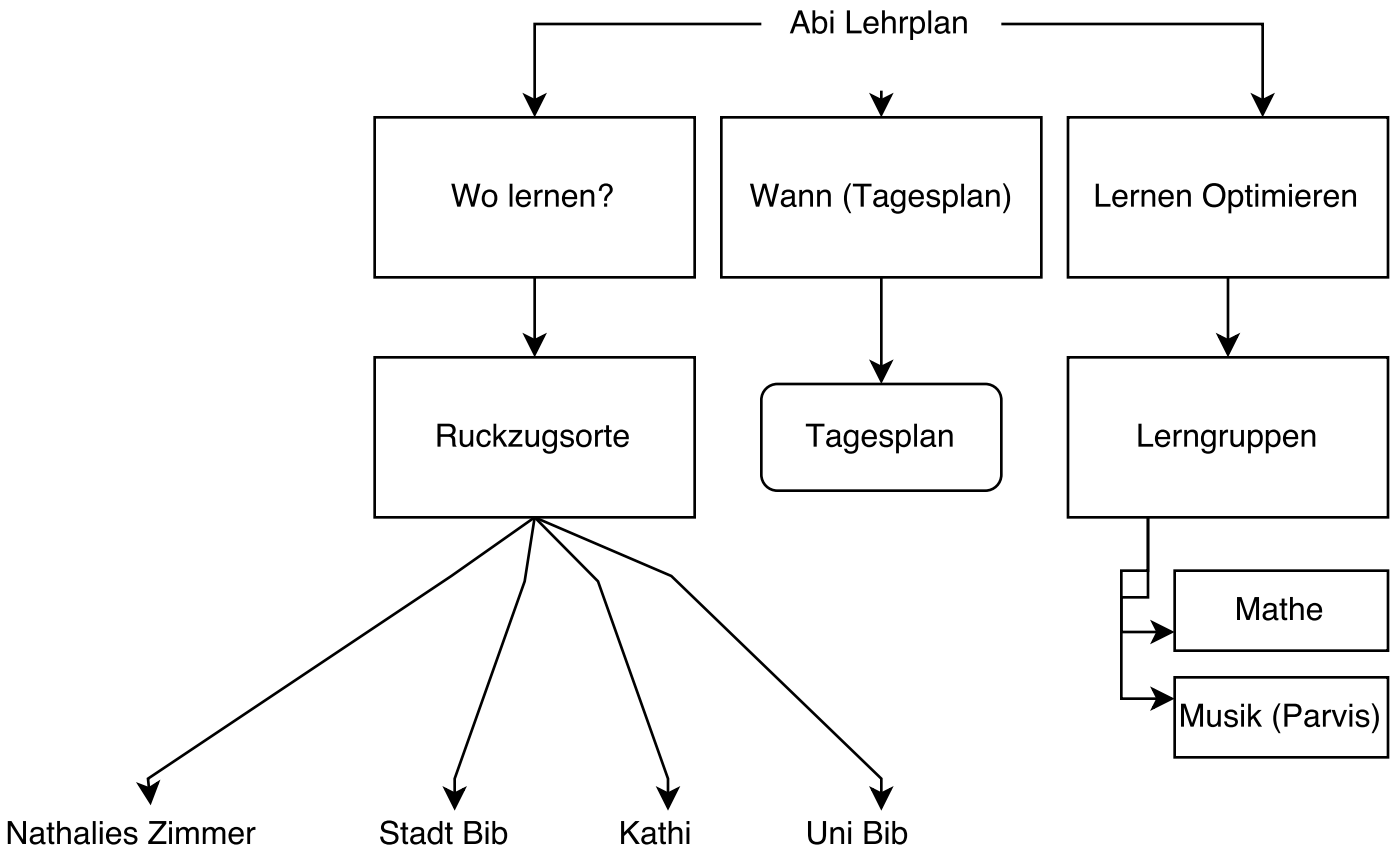 Abi Lehrplan
Wo lernen?
Wann (Tagesplan)
Lernen Optimieren
Ruckzugsorte
Tagesplan
Lerngruppen
Mathe
Musik (Parvis)
Nathalies Zimmer
Stadt Bib
Kathi
Uni Bib